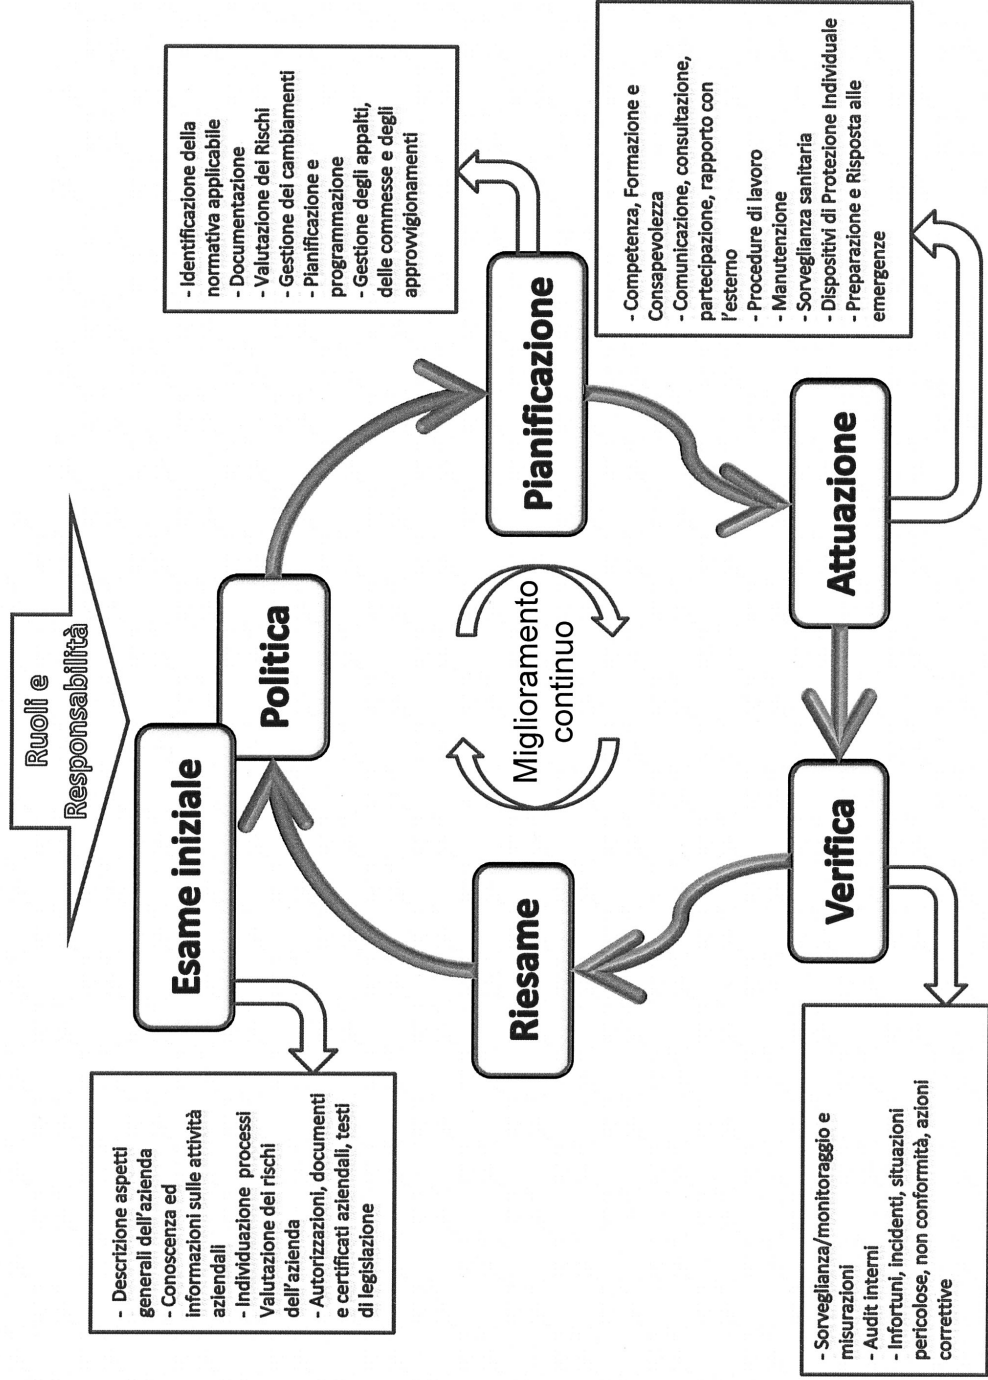 Ruoli e
Responsabilità
Esame iniziale
Politica
- Descrizione aspetti
generali dell'azienda
- Conoscenza ed
informazioni sulle attività
aziendali
- Individuazione processi
Valutazione dei rischi
dell'azienda
- Autorizzazioni, documenti
e certificati aziendali, testi
di legislazione
- Identificazione della
normativa applicabile
- Documentazione
- Valutazione dei Rischi
- Gestione dei cambiamenti
- Pianificazione e
programmazione
- Gestione degli appalti,
delle commesse e degli
approvvigionamenti
Riesame
Miglioramento
continuo
Pianificazione
- Competenza, Formazione e
Consapevolezza
- Comunicazione, consultazione,
partecipazione, rapporto con
l'esterno
- Procedure di lavoro
- Manutenzione
- Sorveglianza sanitaria
- Dispositivi di Protezione Individuale
- Preparazione e Risposta alle
emergenze
Verifica
Attuazione
- Sorveglianza/monitoraggio e
misurazioni
- Audit interni
- Infortuni, incidenti, situazioni
pericolose, non conformità, azioni
correttive